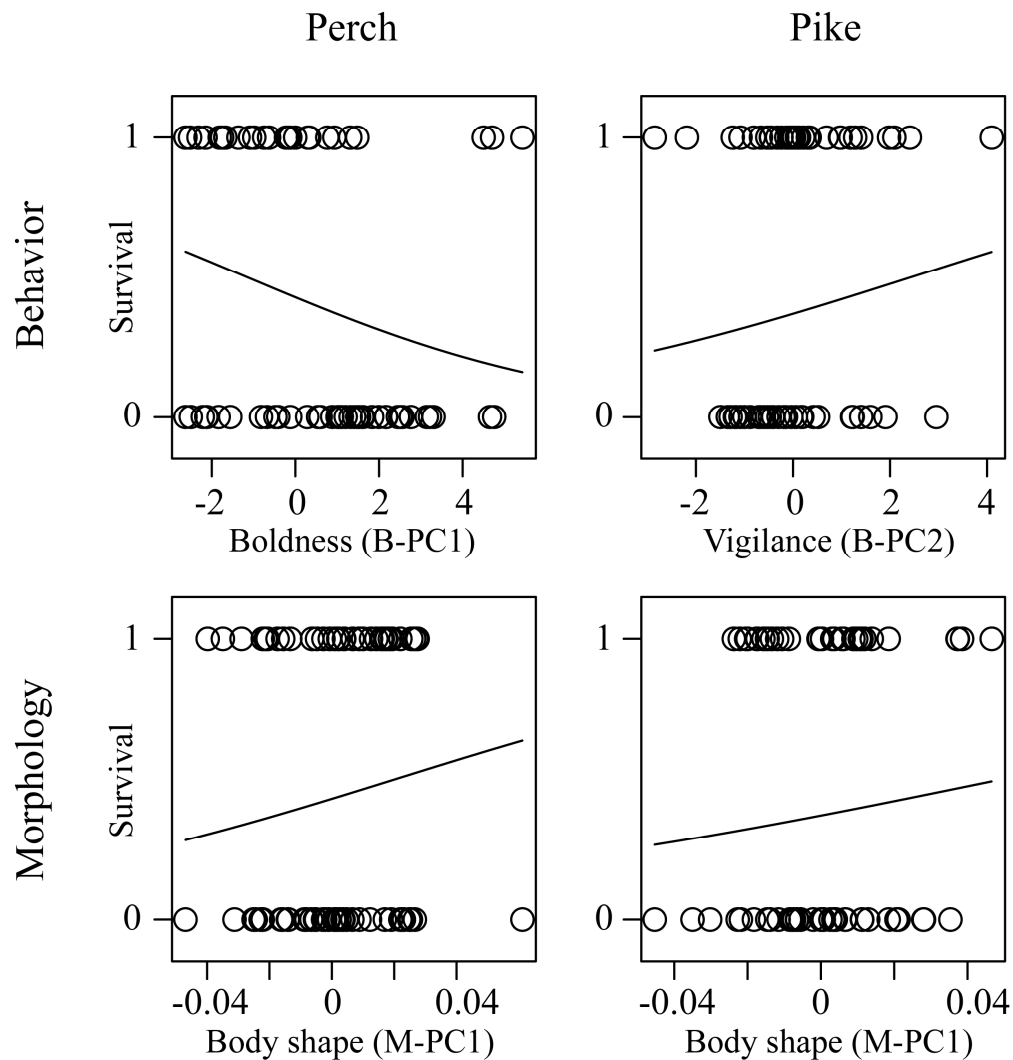 Perch Pike
Behavior
Survival
1
0
-2 0 2 4
Boldness (B-PC1)
1
0
-2 0 2 4
Vigilance (B-PC2)
Morphology
Survival
1
0
-0.04 0 0.04
Body shape (M-PC1)
1
0
-0.04 0 0.04
Body shape (M-PC1)